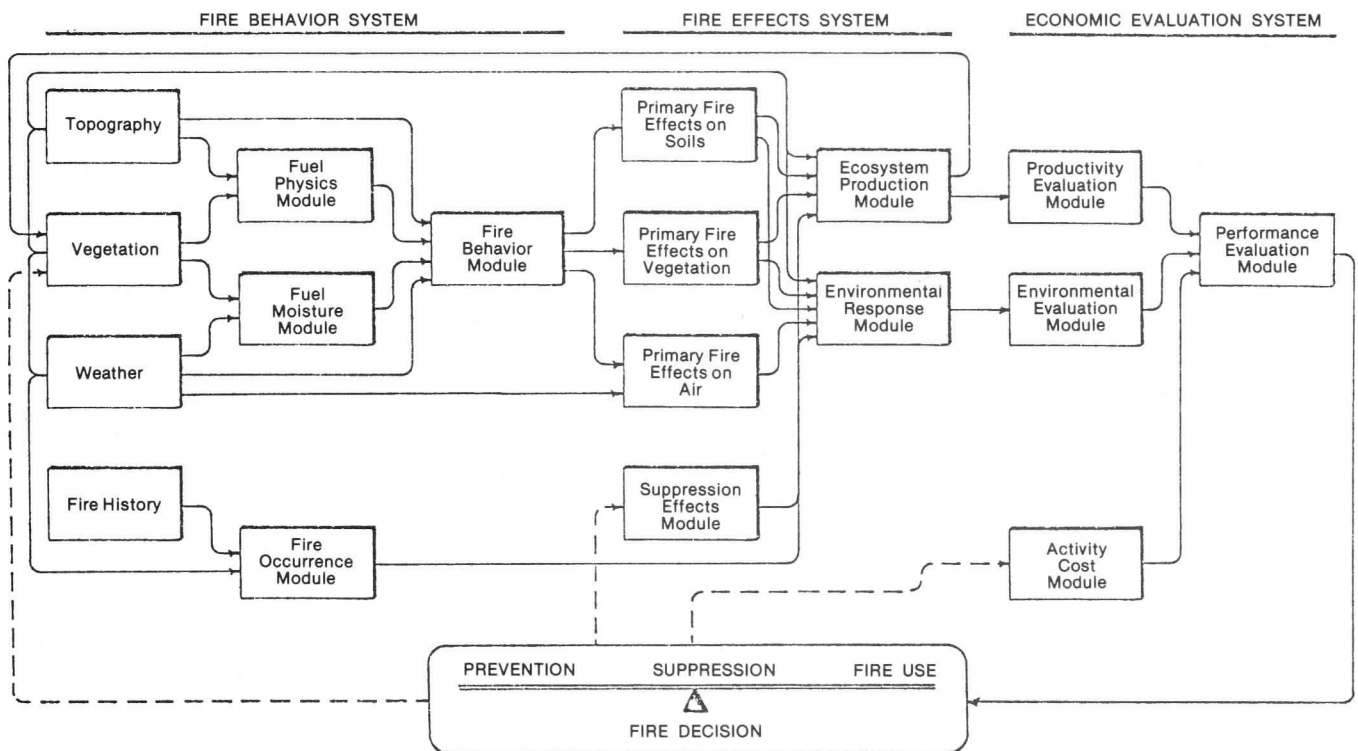 FIRE BEHAVIOR SYSTEM
FIRE EFFECTS SYSTEM
ECONOMIC EVALUATION SYSTEM
Topography
Vegetation
Weather
Fire History
Fuel
Physics
Module
Fuel
Moisture
Module
Fire
Occurrence
Module
Fire
Behavior
Module
Primary Fire
Effects on
Soils
Primary Fire
Effects on
Vegetation
Primary Fire
Effects on
Air
Suppression
Effects
Module
Ecosystem
Production
Module
Environmental
Response
Module
Productivity
Evaluation
Module
Environmental
Evaluation
Module
Activity
Cost
Module
Performance
Evaluation
Module
PREVENTION
SUPPRESSION
FIRE USE
FIRE DECISION